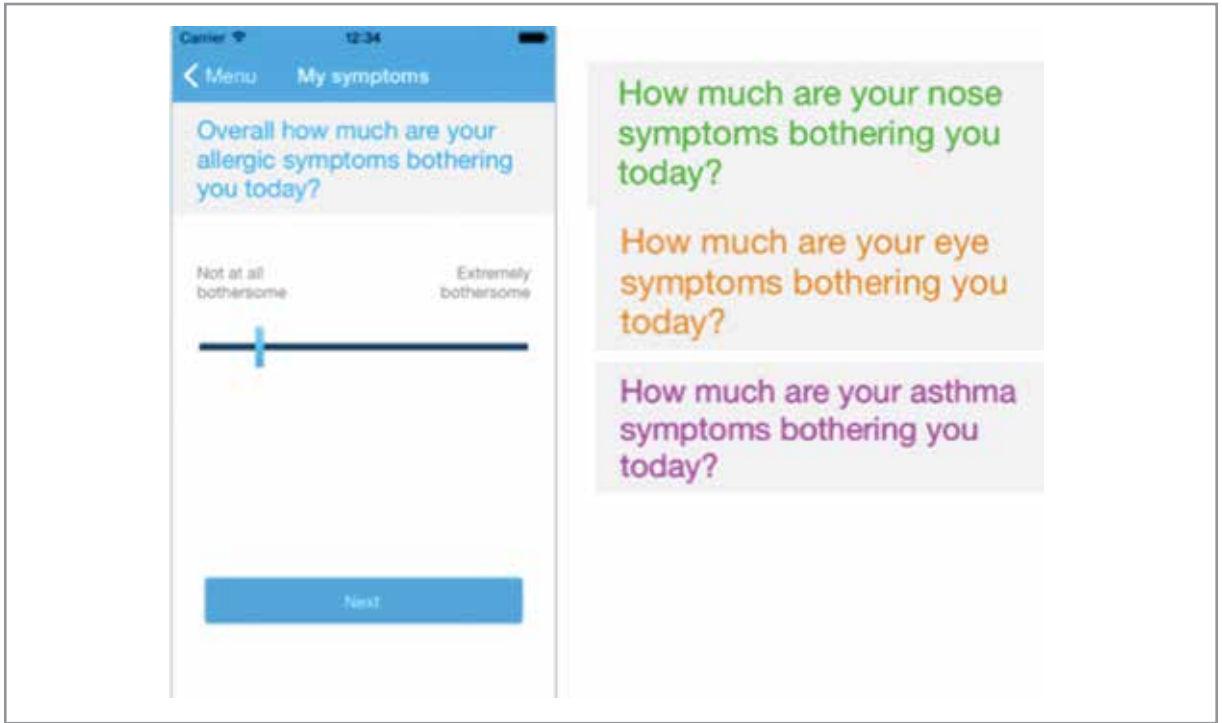 Carrier 12:34
Menu My symptoms
Overall how much are your
allergic symptoms bothering
you today?
Not at all
bothersome
Extremely
bothersome
Next
How much are your nose
symptoms bothering you
today?
How much are your eye
symptoms bothering you
today?
How much are your asthma
symptoms bothering you
today?